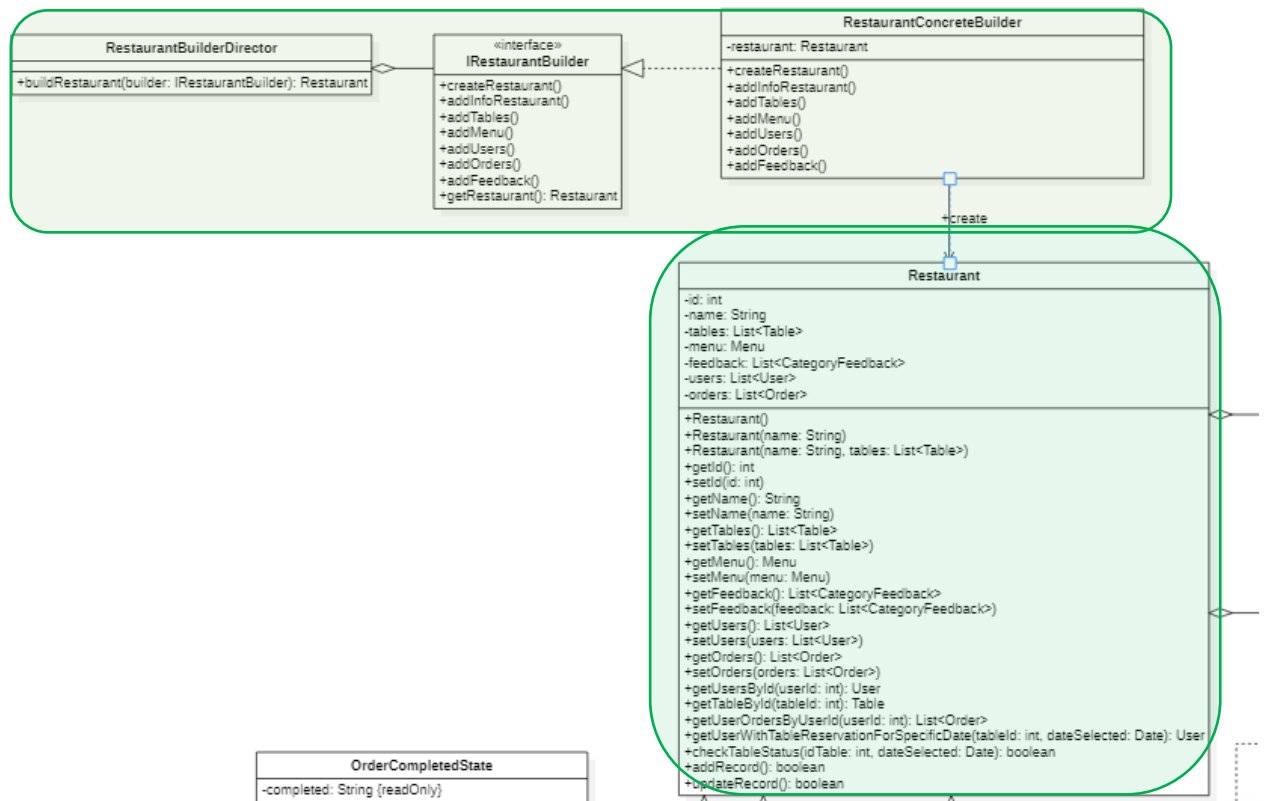 RestaurantBuilderDirector
+buildRestaurant(builder: IRestaurantBuilder): Restaurant
«interface»
IRestaurantBuilder
+createRestaurant()
+addInfoRestaurant()
+addTables()
+addMenu()
+addUsers()
+addOrders()
+addFeedback()
+getRestaurant(): Restaurant
RestaurantConcreteBuilder
-restaurant: Restaurant
+createRestaurant()
+addInfoRestaurant()
+addTables()
+addMenu()
+addUsers()
+addOrders()
+addFeedback()
+create
Restaurant
-id: int
-name: String
-tables: List<Table>
-menu: Menu
-feedback: List<CategoryFeedback>
-users: List<User>
-orders: List<Order>
+Restaurant()
+Restaurant(name: String)
+Restaurant(name: String, tables: List<Table>)
+getId(): int
+setId(id: int)
+getName(): String
+setName(name: String)
+getTables(): List<Table>
+setTables(tables: List<Table>)
+getMenu(): Menu
+setMenu(menu: Menu)
+getFeedback(): List<CategoryFeedback>
+setFeedback(feedback: List<CategoryFeedback>)
+getUsers(): List<User>
+setUsers(users: List<User>)
+getOrders(): List<Order>
+setOrders(orders: List<Order>)
+getUsersById(userId: int): User
+getTableById(tableId: int): Table
+getUserOrdersByUserId(userId: int): List<Order>
+getUserWithTableReservationForSpecificDate(tableId: int, dateSelected: Date): User
+checkTableStatus(idTable: int, dateSelected: Date): boolean
+addRecord(): boolean
+updateRecord(): boolean
OrderCompletedState
-completed: String {readOnly}